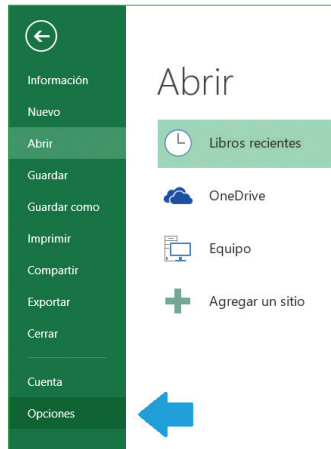 Información
Nuevo
Abrir
Guardar
Guardar como
Imprimir
Compartir
Exportar
Cerrar
Cuenta
Opciones
Abrir
Libros recientes
OneDrive
Equipo
Agregar un sitio